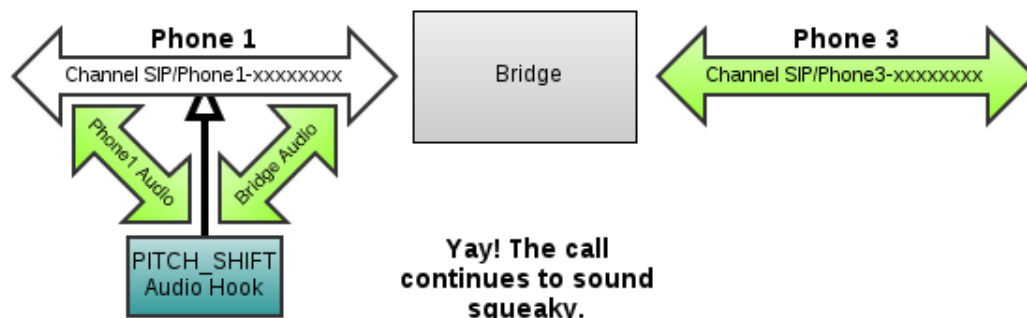 Phone 1
Channel SIP/Phone1-xxxxxxxx
Bridge
Phone 3
Channel SIP/Phone3-xxxxxxxx
Phone1 Audio
Bridge Audio
PITCH_SHIFT
Audio Hook
Yay! The call
continues to sound
squeaky.